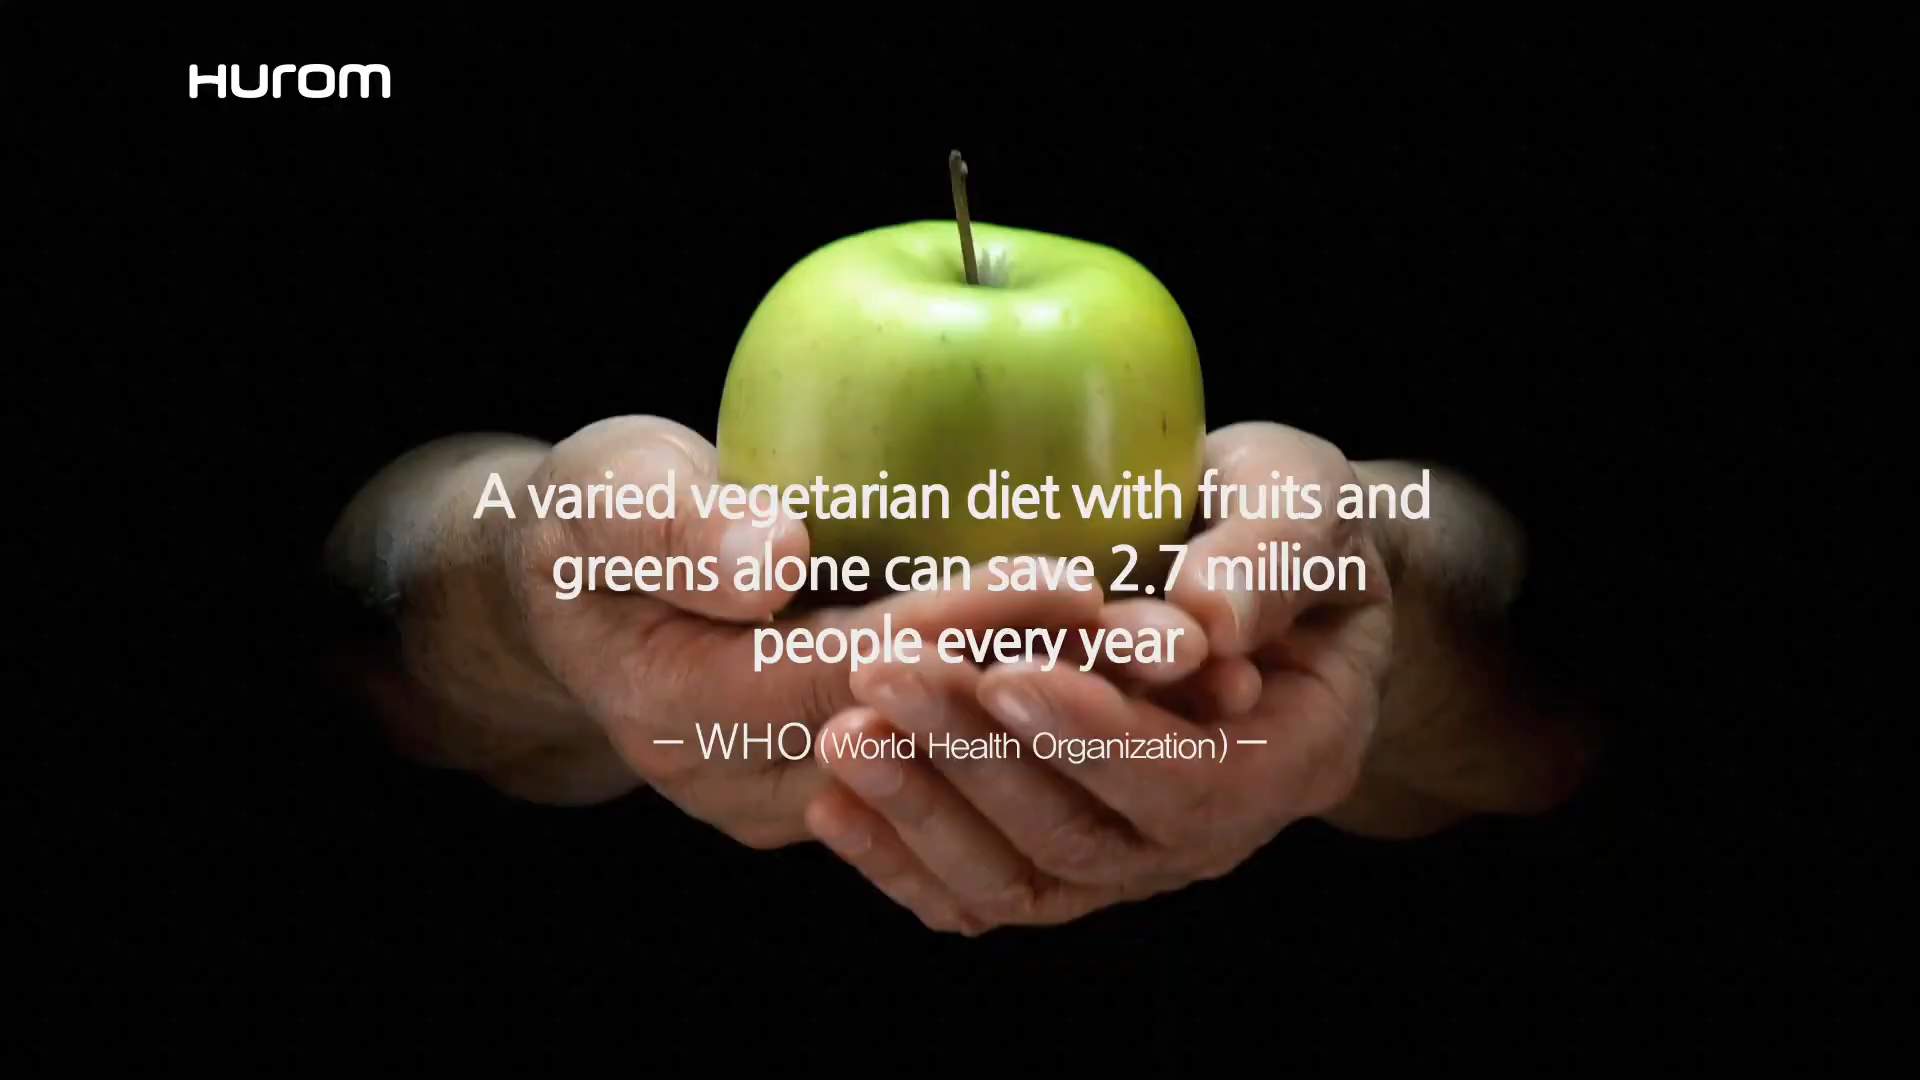 HUROM
A varied vegetarian diet with fruits and
greens alone can save 2.7 million
people every year
– WHO (World Health Organization) –